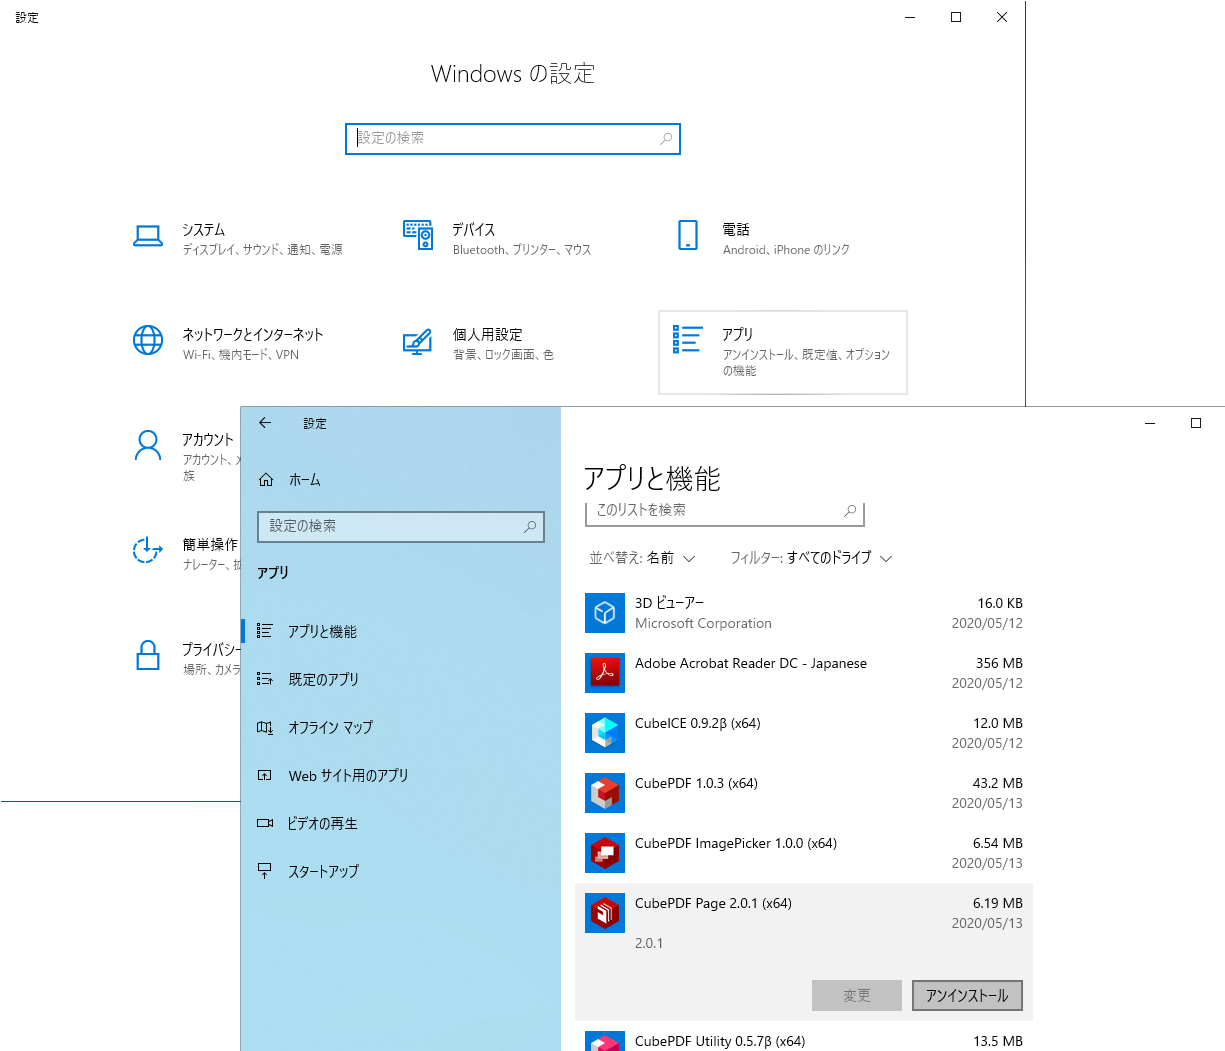 設定
Windows の設定
設定の検索
システム
ディスプレイ、サウンド、通知、電源
デバイス
Bluetooth、プリンター、マウス
電話
Android、iPhone のリンク
ネットワークとインターネット
Wi-Fi、機内モード、VPN
個人用設定
背景、ロック画面、色
アプリ
アンインストール、既定値、オプション
の機能
アカウント
アカウント、メ
族
簡単操作
ナレーター、拡
プライバシー
場所、カメラ
設定
ホーム
設定の検索
アプリ
アプリと機能
既定のアプリ
オフライン マップ
Web サイト用のアプリ
ビデオの再生
スタートアップ
アプリと機能
このリストを検索
並べ替え: 名前 フィルター: すべてのドライブ
3D ビューアー 16.0 KB
Microsoft Corporation 2020/05/12
Adobe Acrobat Reader DC - Japanese 356 MB
2020/05/12
CubeICE 0.9.2β (x64) 12.0 MB
2020/05/12
CubePDF 1.0.3 (x64) 43.2 MB
2020/05/13
CubePDF ImagePicker 1.0.0 (x64) 6.54 MB
2020/05/13
CubePDF Page 2.0.1 (x64) 6.19 MB
2020/05/13
2.0.1
変更 アンインストール
CubePDF Utility 0.5.7β (x64) 13.5 MB